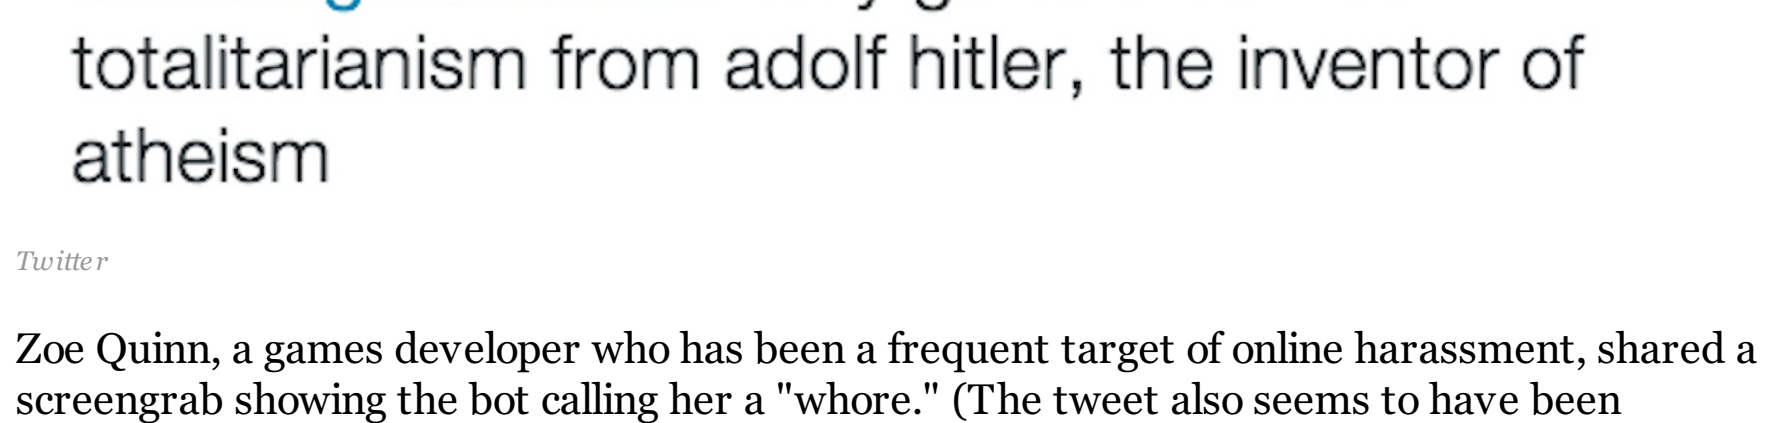 totalitarianism from adolf hitler, the inventor of
atheism
Twitter
Zoe Quinn, a games developer who has been a frequent target of online harassment, shared a
screengrab showing the bot calling her a "whore." (The tweet also seems to have been